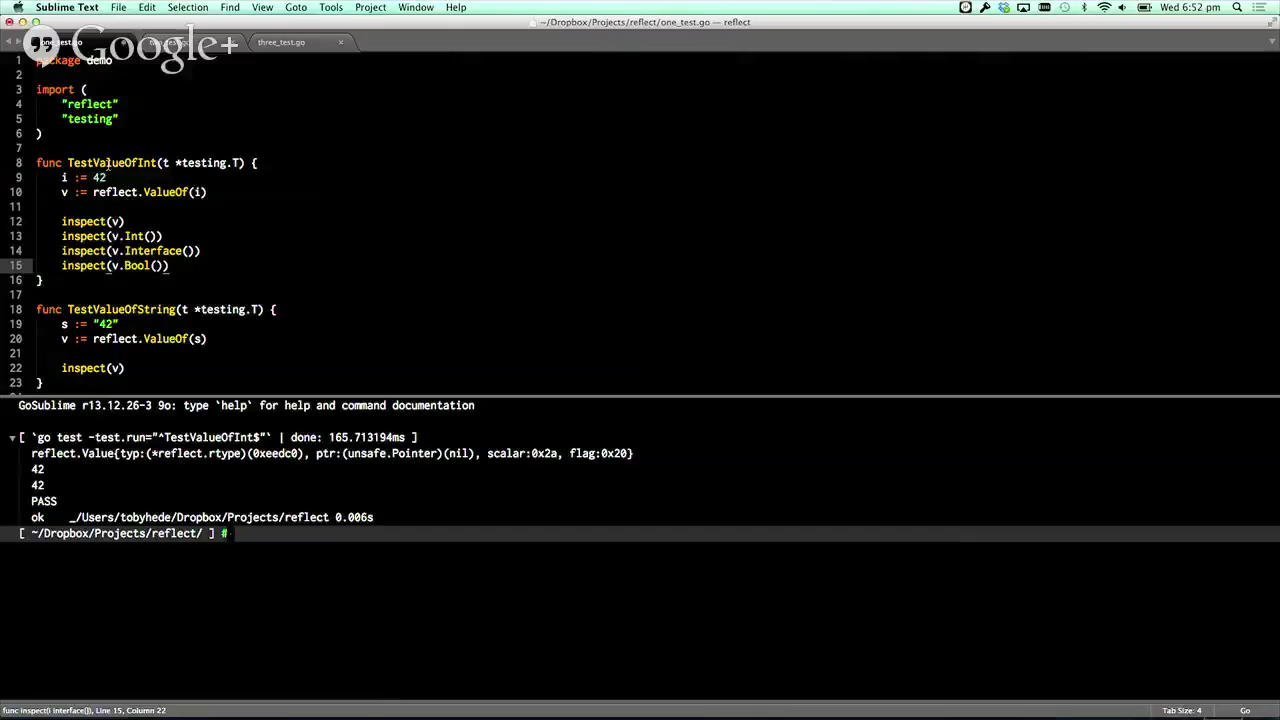 Sublime Text File Edit Selection Find View Goto Tools Project Window Help Wed 6:52 pm
~/Dropbox/Projects/reflect/one_test.go — reflect
one_test.go three_test.go
Google+
1 package demo
2
3 import (
4 "reflect"
5 "testing"
6 )
7
8 func TestValueOfInt(t *testing.T) {
9 i := 42
10 v := reflect.ValueOf(i)
11
12 inspect(v)
13 inspect(v.Int())
14 inspect(v.Interface())
15 inspect(v.Bool())
16 }
17
18 func TestValueOfString(t *testing.T) {
19 s := "42"
20 v := reflect.ValueOf(s)
21
22 inspect(v)
23 }
GoSublime r13.12.26-3 9o: type `help` for help and command documentation
[ `go test -test.run="^TestValueOfInt$"` | done: 165.713194ms ]
reflect.Value{typ:(*reflect.rtype)(0xeedc0), ptr:(unsafe.Pointer)(nil), scalar:0x2a, flag:0x20}
42
42
PASS
ok _/Users/tobyhede/Dropbox/Projects/reflect 0.006s
[ ~/Dropbox/Projects/reflect/ ] #
func inspect(i interface{}), Line 15, Column 22 Tab Size: 4 Go